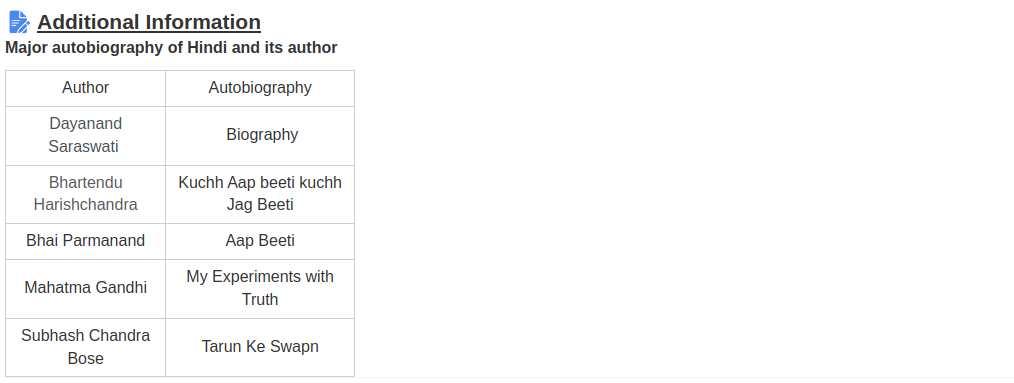 Additional Information
Major autobiography of Hindi and its author
Author Autobiography
Dayanand
Saraswati
Biography
Bhartendu
Harishchandra
Kuchh Aap beeti kuchh
Jag Beeti
Bhai Parmanand Aap Beeti
Mahatma Gandhi
My Experiments with
Truth
Subhash Chandra
Bose
Tarun Ke Swapn